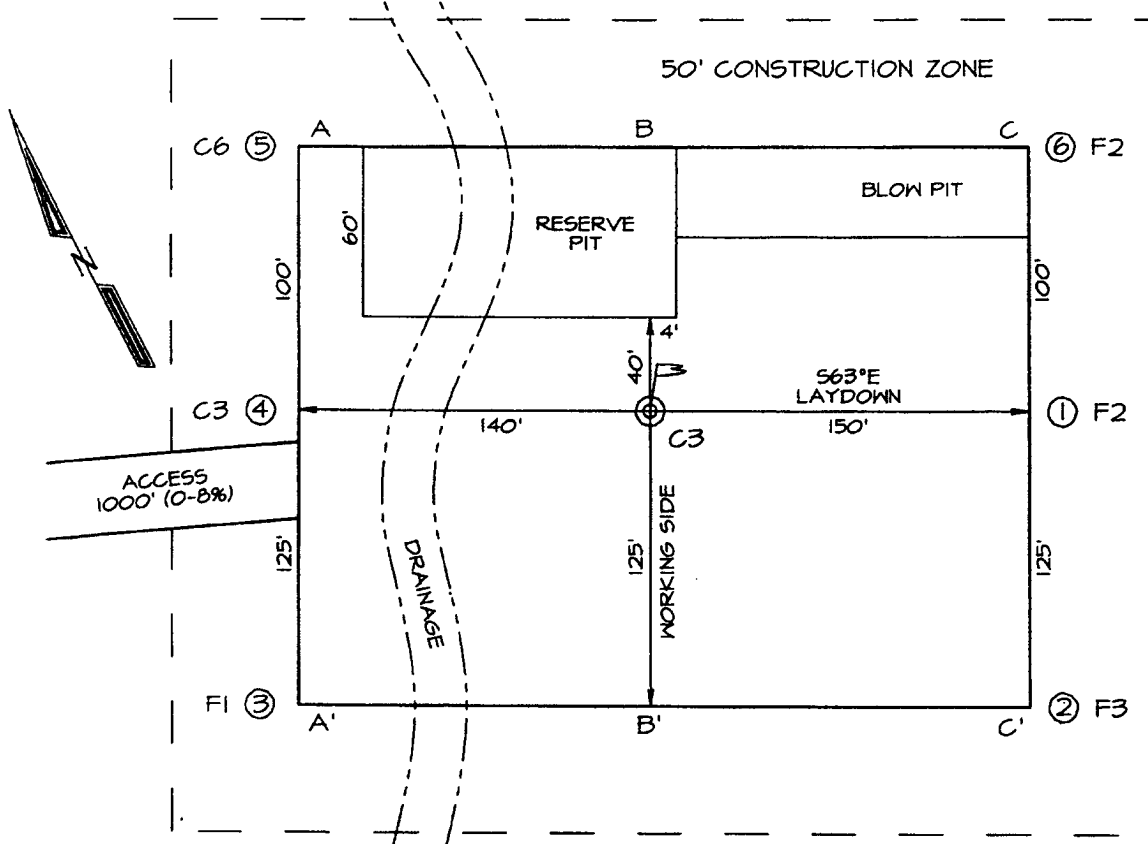 50' CONSTRUCTION ZONE
C6 ⑤ A B C ⑥ F2
BLOW PIT
RESERVE
PIT
60'
100'
100'
4'
40'
S63°E
LAYDOWN
C3 ④ ① F2
140'
150'
C3
ACCESS
1000' (0-8%)
N
125'
DRAINAGE
125'
WORKING SIDE
125'
F1 ③ ② F3
A' B' C'